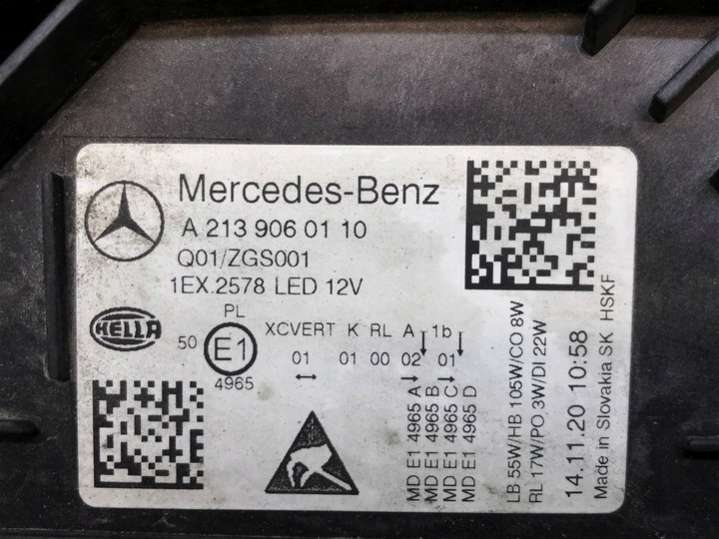 Mercedes-Benz
A 213 906 01 10
Q01/ZGS001
1EX.2578 LED 12V
HELLA
PL
50 E1 XCVERT K RL A 1b
4965 01 01 00 02 01
MD E1 4965 A
MD E1 4965 B
MD E1 4965 C
MD E1 4965 D
LB 55W/HB 105W/CO 8W
RL 17W/PO 3W/DI 22W
14.11.20 10:58
Made in Slovakia SK HSKF